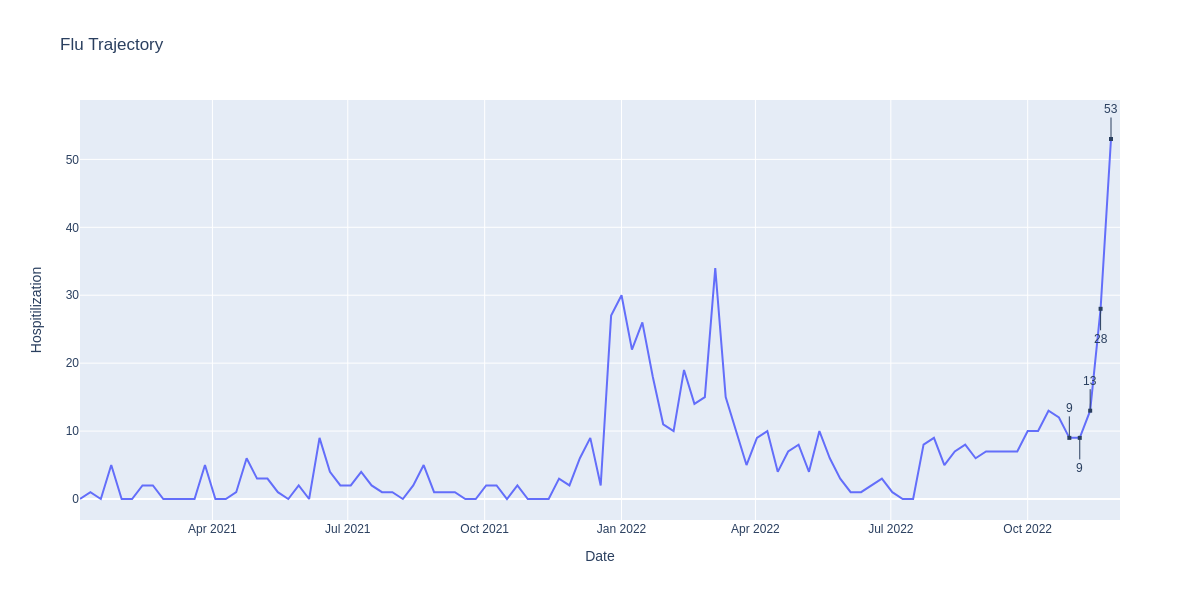 Flu Trajectory
53
50
40
Hospitilization
30
28
20
13
10
9
9
0
Apr 2021
Jul 2021
Oct 2021
Jan 2022
Apr 2022
Jul 2022
Oct 2022
Date